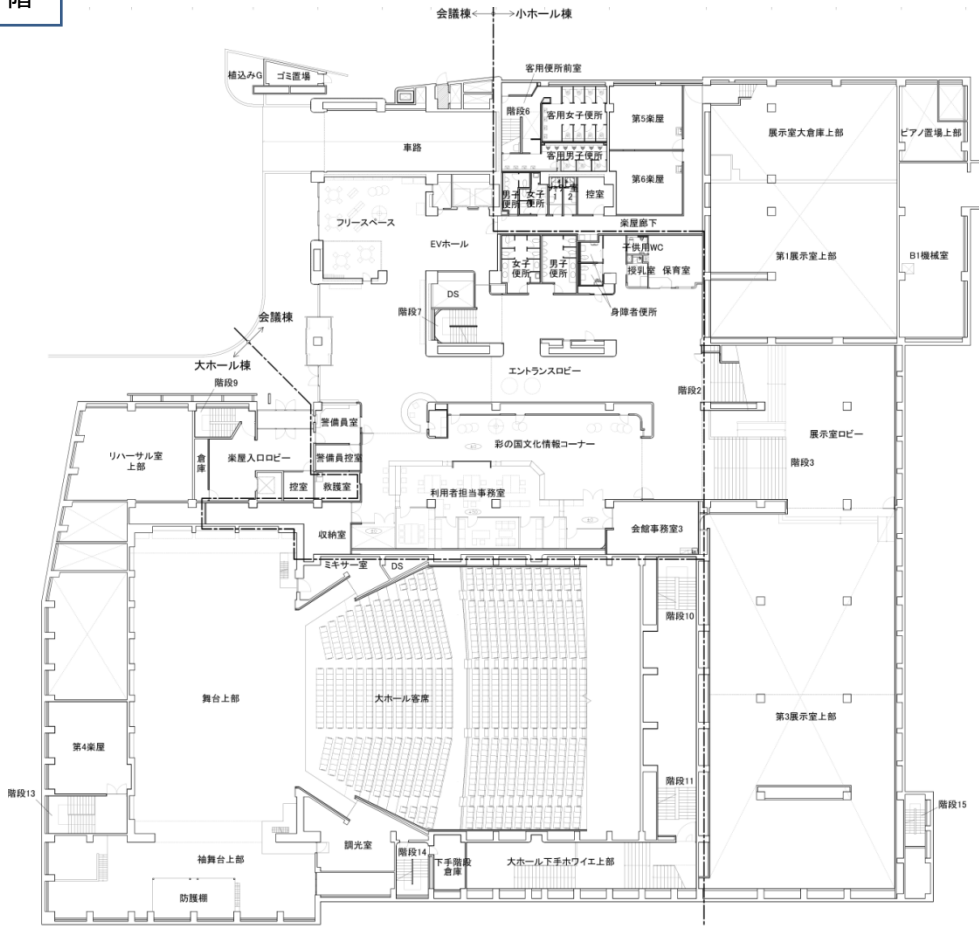 階
会議棟
小ホール棟
植込みG
ゴミ置場
客用便所前室
階段6
客用女子便所
第5楽屋
展示室大倉庫上部
ピアノ置場上部
車路
客用男子便所
第6楽屋
男子
便所
女子
便所
1
2
控室
楽屋廊下
フリースペース
EVホール
女子
便所
男子
便所
子供用WC
授乳室
保育室
第1展示室上部
B1機械室
DS
階段7
身障者便所
会議棟
大ホール棟
エントランスロビー
階段9
階段2
警備員室
展示室ロビー
リハーサル室
上部
倉庫
楽屋入口ロビー
警備員控室
彩の国文化情報コーナー
階段3
控室
救護室
利用者担当事務室
収納室
会館事務室3
ミキサー室
DS
階段10
舞台上部
大ホール客席
第3展示室上部
第4楽屋
階段13
階段11
階段15
調光室
階段14
下手階段
倉庫
大ホール下手ホワイエ上部
袖舞台上部
防護棚